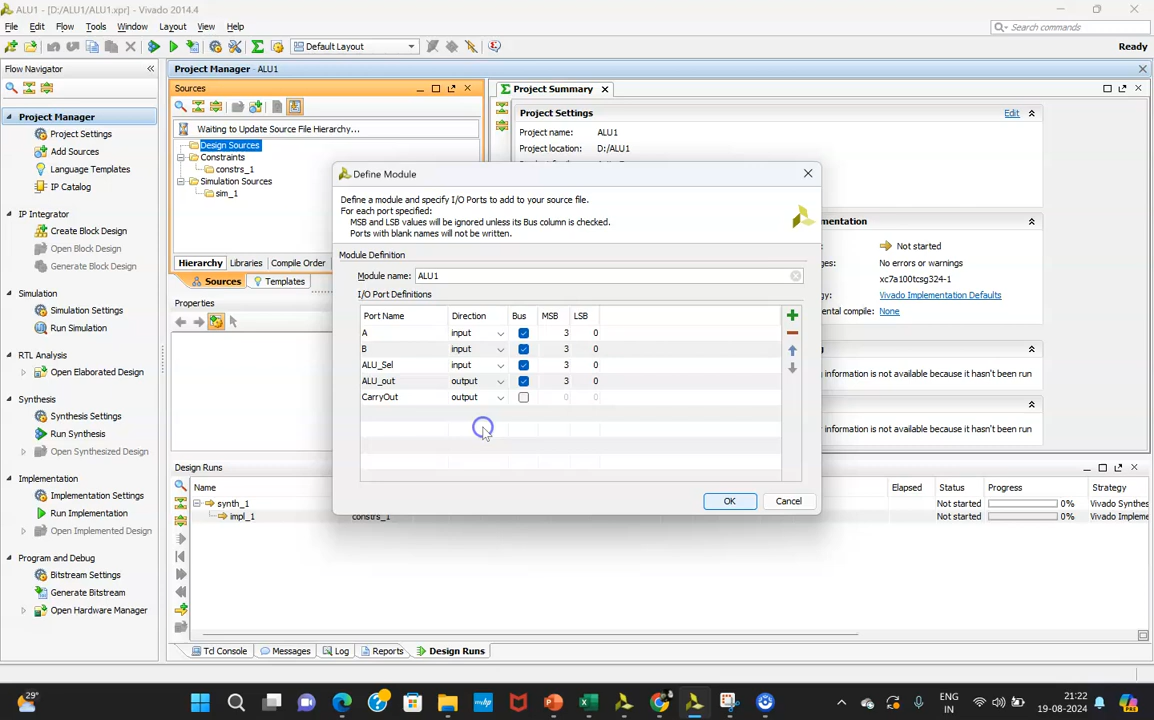 ALU1 - [D:/ALU1/ALU1.xpr] - Vivado 2014.4
File Edit Flow Tools Window Layout View Help
Search commands
Default Layout
Ready
Flow Navigator
Project Manager - ALU1
Sources
Project Summary
Waiting to Update Source File Hierarchy...
Design Sources
Constraints
constrs_1
Simulation Sources
sim_1
Hierarchy Libraries Compile Order
Sources Templates
Properties
Project Settings
Edit
Project name: ALU1
Project location: D:/ALU1
Project Manager
Project Settings
Add Sources
Language Templates
IP Catalog
IP Integrator
Create Block Design
Open Block Design
Generate Block Design
Simulation
Simulation Settings
Run Simulation
RTL Analysis
Open Elaborated Design
Synthesis
Synthesis Settings
Run Synthesis
Open Synthesized Design
Implementation
Implementation Settings
Run Implementation
Open Implemented Design
Program and Debug
Bitstream Settings
Generate Bitstream
Open Hardware Manager
Define Module
Define a module and specify I/O Ports to add to your source file.
For each port specified:
MSB and LSB values will be ignored unless its Bus column is checked.
Ports with blank names will not be written.
Module Definition
Module name: ALU1
I/O Port Definitions
Port Name Direction Bus MSB LSB
A input 3 0
B input 3 0
ALU_Sel input 3 0
ALU_out output 3 0
CarryOut output 0 0
OK Cancel
mentation
Not started
ges: No errors or warnings
xc7a100tcsg324-1
gy: Vivado Implementation Defaults
ental compile: None
g information is not available because it hasn't been run
information is not available because it hasn't been run
Design Runs
Name Elapsed Status Progress Strategy
synth_1 Not started 0% Vivado Synthes
impl_1 constrs_1 Not started 0% Vivado Impleme
Tcl Console Messages Log Reports Design Runs
29°
ENG
IN
21:22
19-08-2024